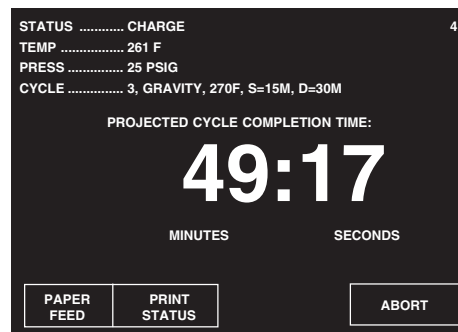 STATUS ............ CHARGE 4
TEMP ................. 261 F
PRESS ............... 25 PSIG
CYCLE ............... 3, GRAVITY, 270F, S=15M, D=30M
PROJECTED CYCLE COMPLETION TIME:
49:17
MINUTES SECONDS
PAPER FEED
PRINT STATUS
ABORT